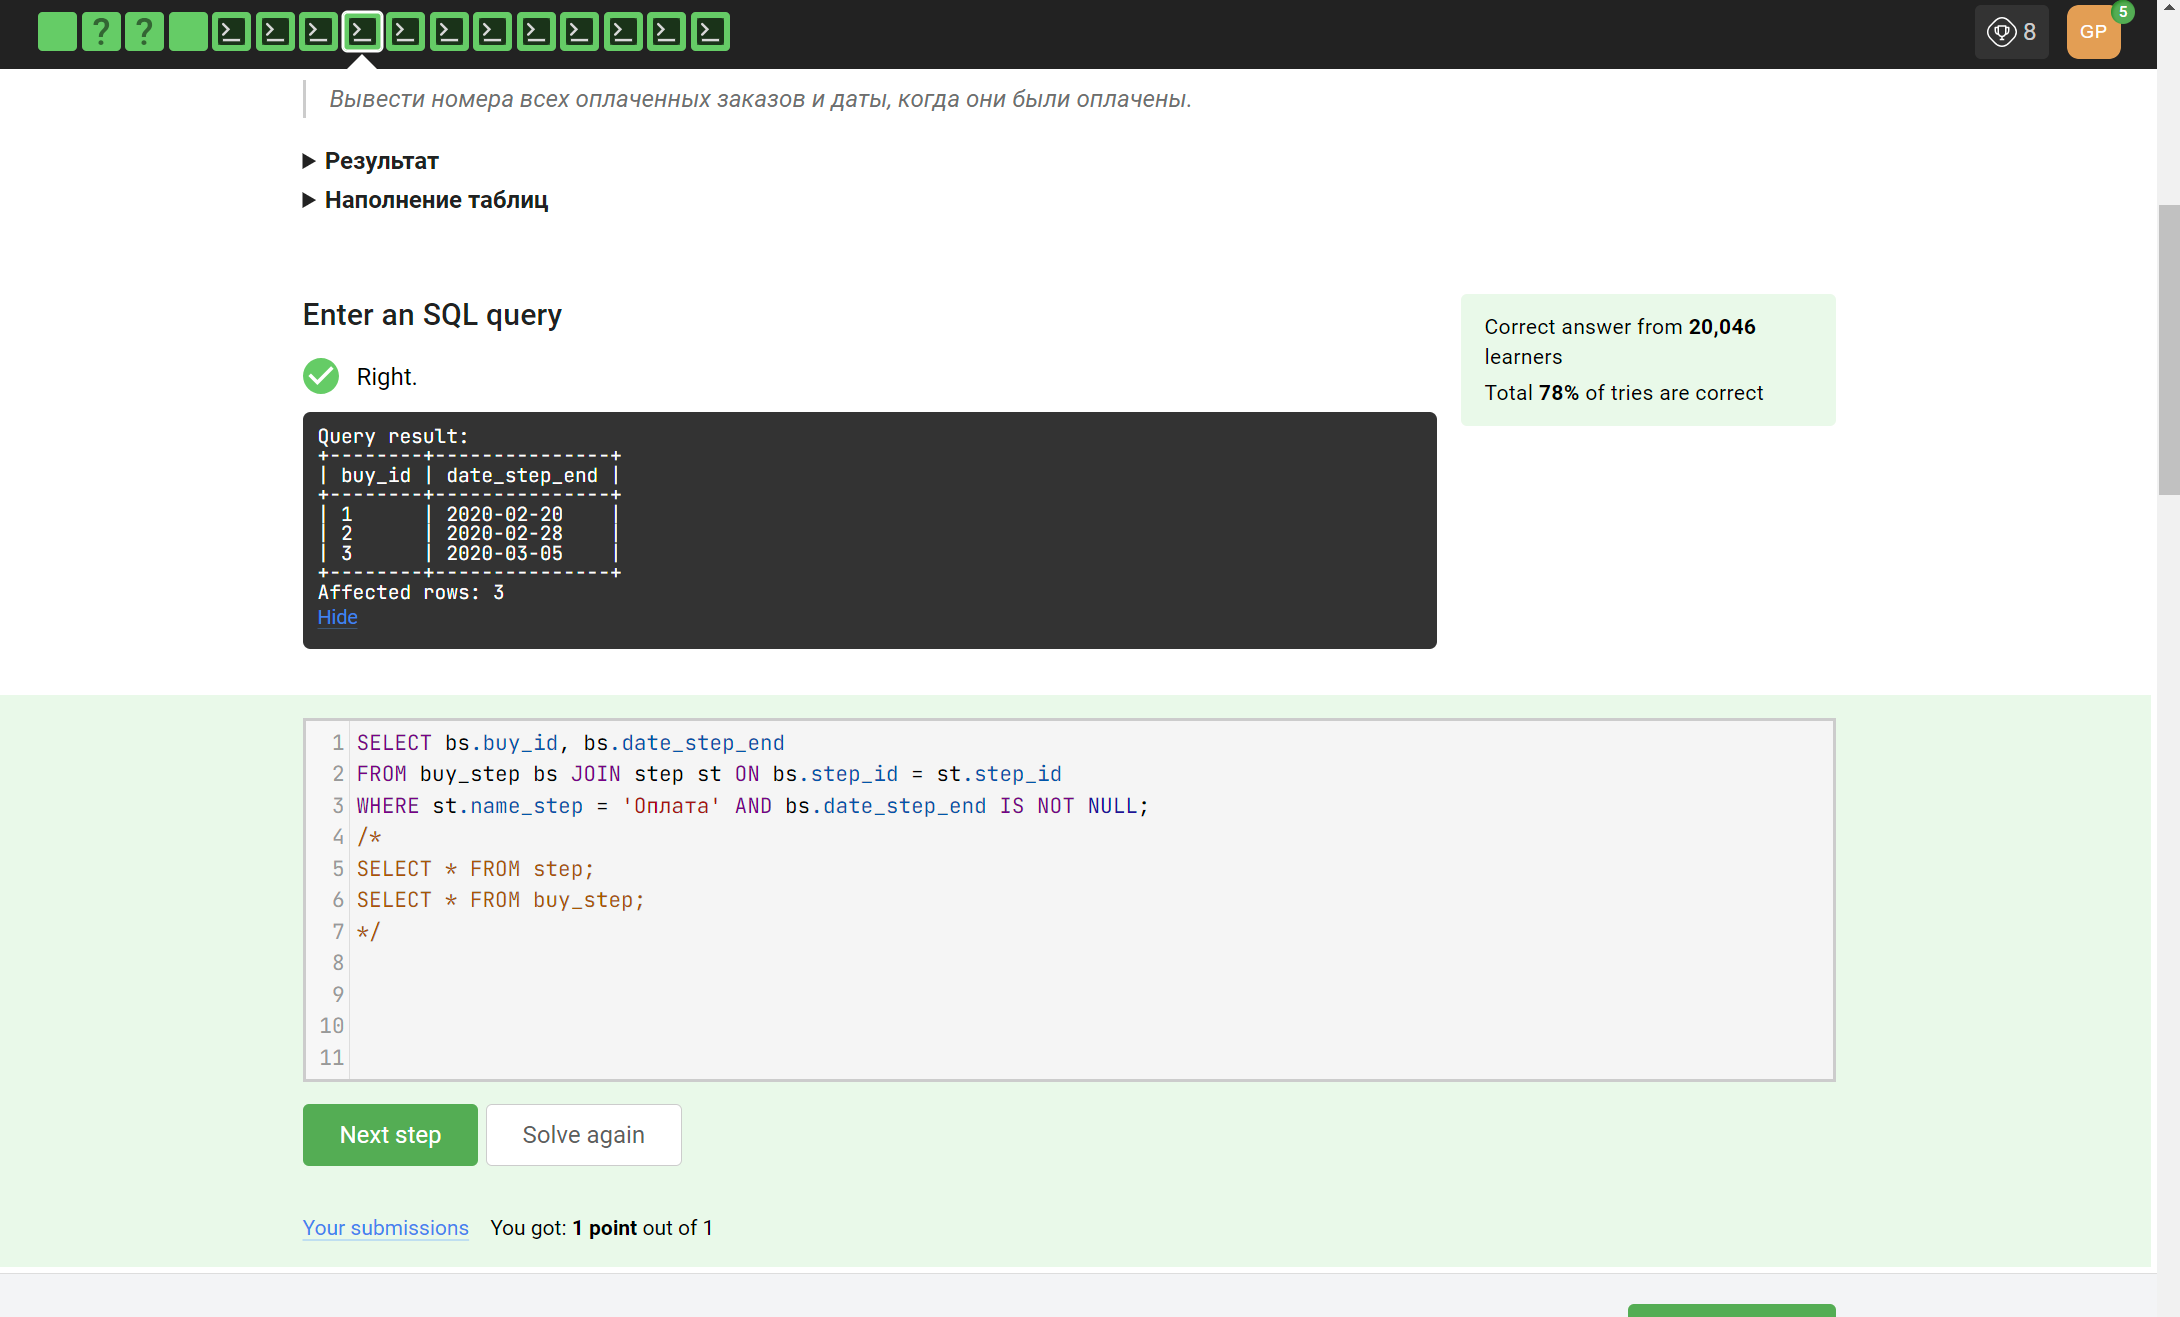 ? ?
8
GP
5
Вывести номера всех оплаченных заказов и даты, когда они были оплачены.
Результат
Наполнение таблиц
Enter an SQL query
Correct answer from 20,046
learners
Total 78% of tries are correct
Right.
Query result:
+--------+---------------+
| buy_id | date_step_end |
+--------+---------------+
| 1      | 2020-02-20    |
| 2      | 2020-02-28    |
| 3      | 2020-03-05    |
+--------+---------------+
Affected rows: 3
Hide
1 SELECT bs.buy_id, bs.date_step_end
2 FROM buy_step bs JOIN step st ON bs.step_id = st.step_id
3 WHERE st.name_step = 'Оплата' AND bs.date_step_end IS NOT NULL;
4 /*
5 SELECT * FROM step;
6 SELECT * FROM buy_step;
7 */
8
9
10
11
Next step
Solve again
Your submissions You got: 1 point out of 1